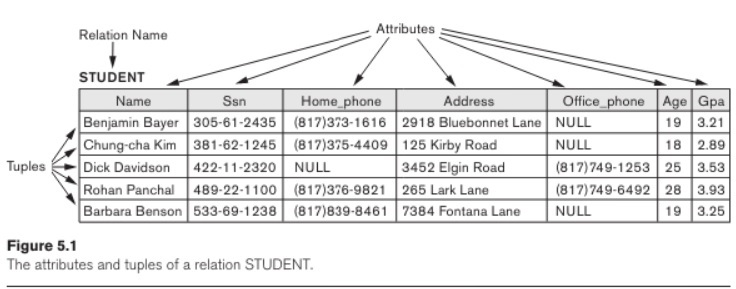 Attributes
Relation Name
STUDENT
Name Ssn Home_phone Address Office_phone Age Gpa
Benjamin Bayer 305-61-2435 (817)373-1616 2918 Bluebonnet Lane NULL 19 3.21
Chung-cha Kim 381-62-1245 (817)375-4409 125 Kirby Road NULL 18 2.89
Tuples
Dick Davidson 422-11-2320 NULL 3452 Elgin Road (817)749-1253 25 3.53
Rohan Panchal 489-22-1100 (817)376-9821 265 Lark Lane (817)749-6492 28 3.93
Barbara Benson 533-69-1238 (817)839-8461 7384 Fontana Lane NULL 19 3.25
Figure 5.1
The attributes and tuples of a relation STUDENT.